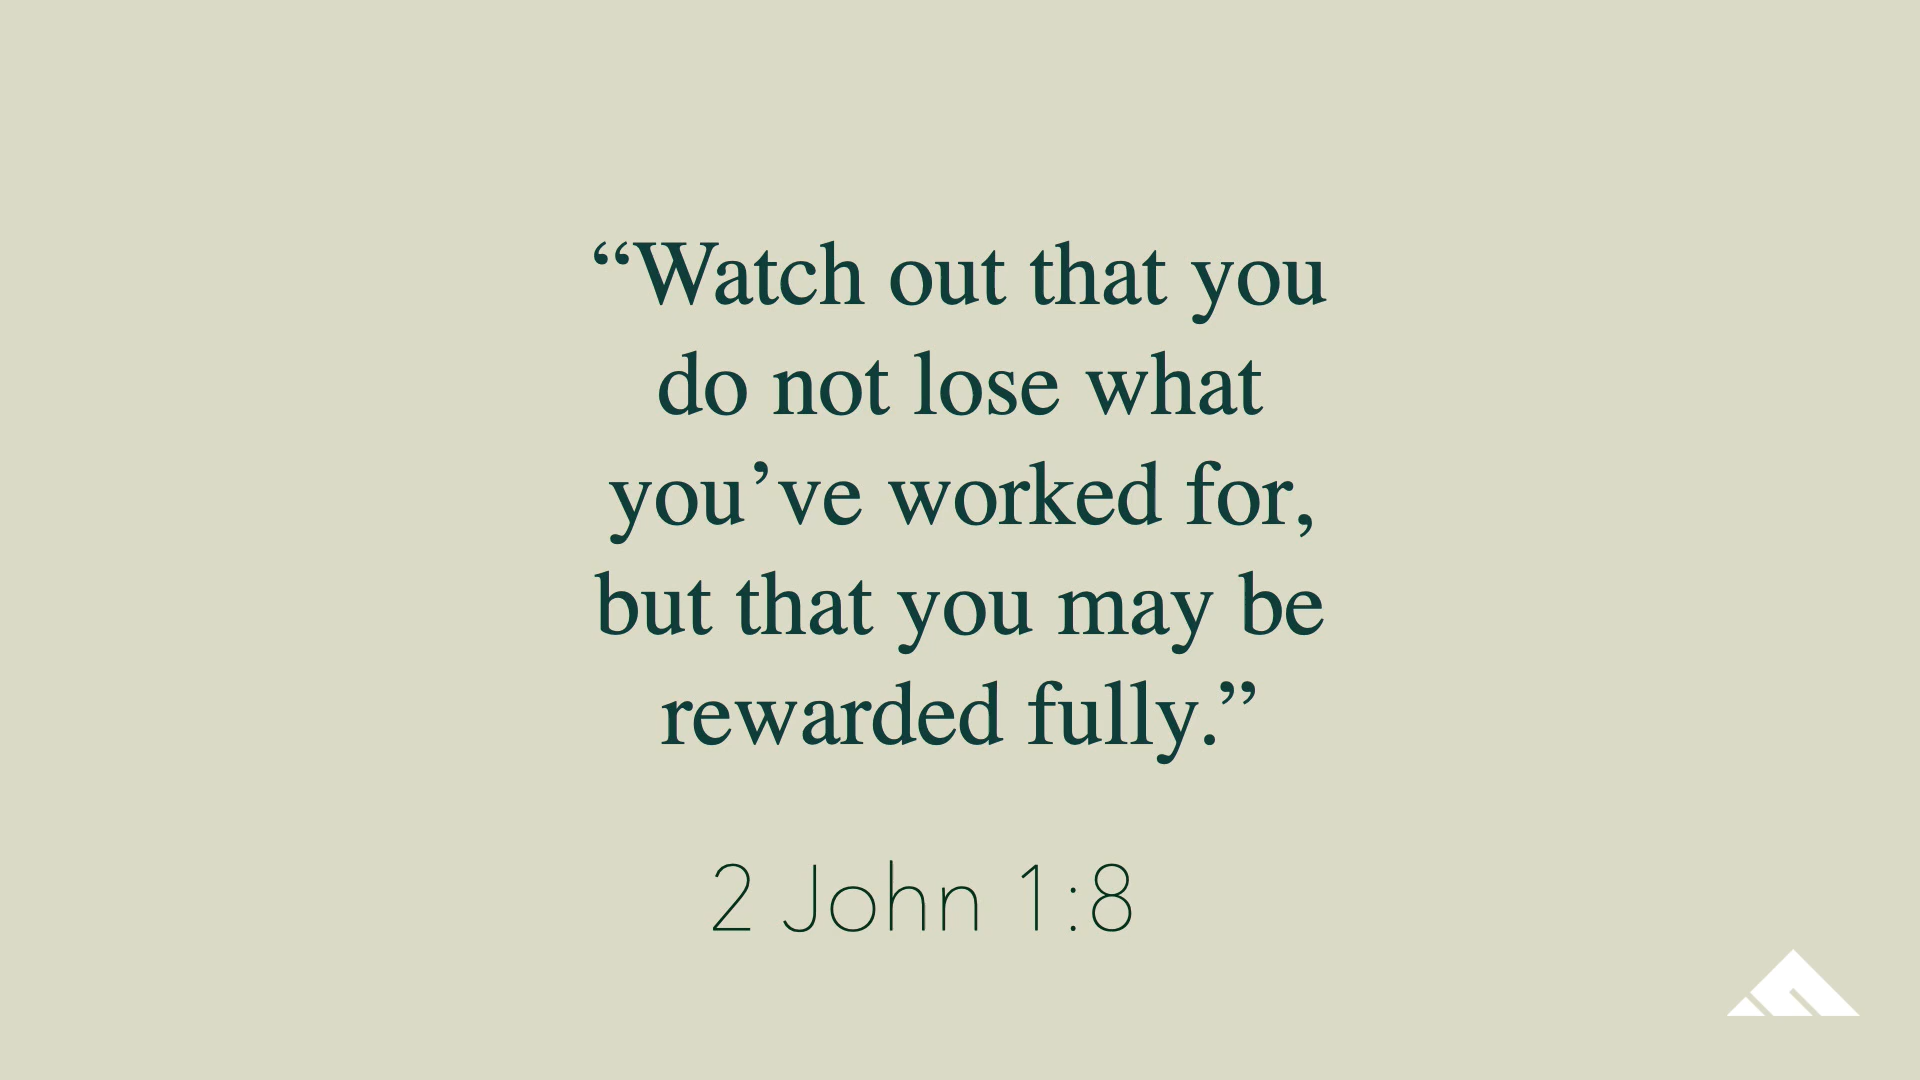 “Watch out that you
do not lose what
you’ve worked for,
but that you may be
rewarded fully.”
2 John 1:8